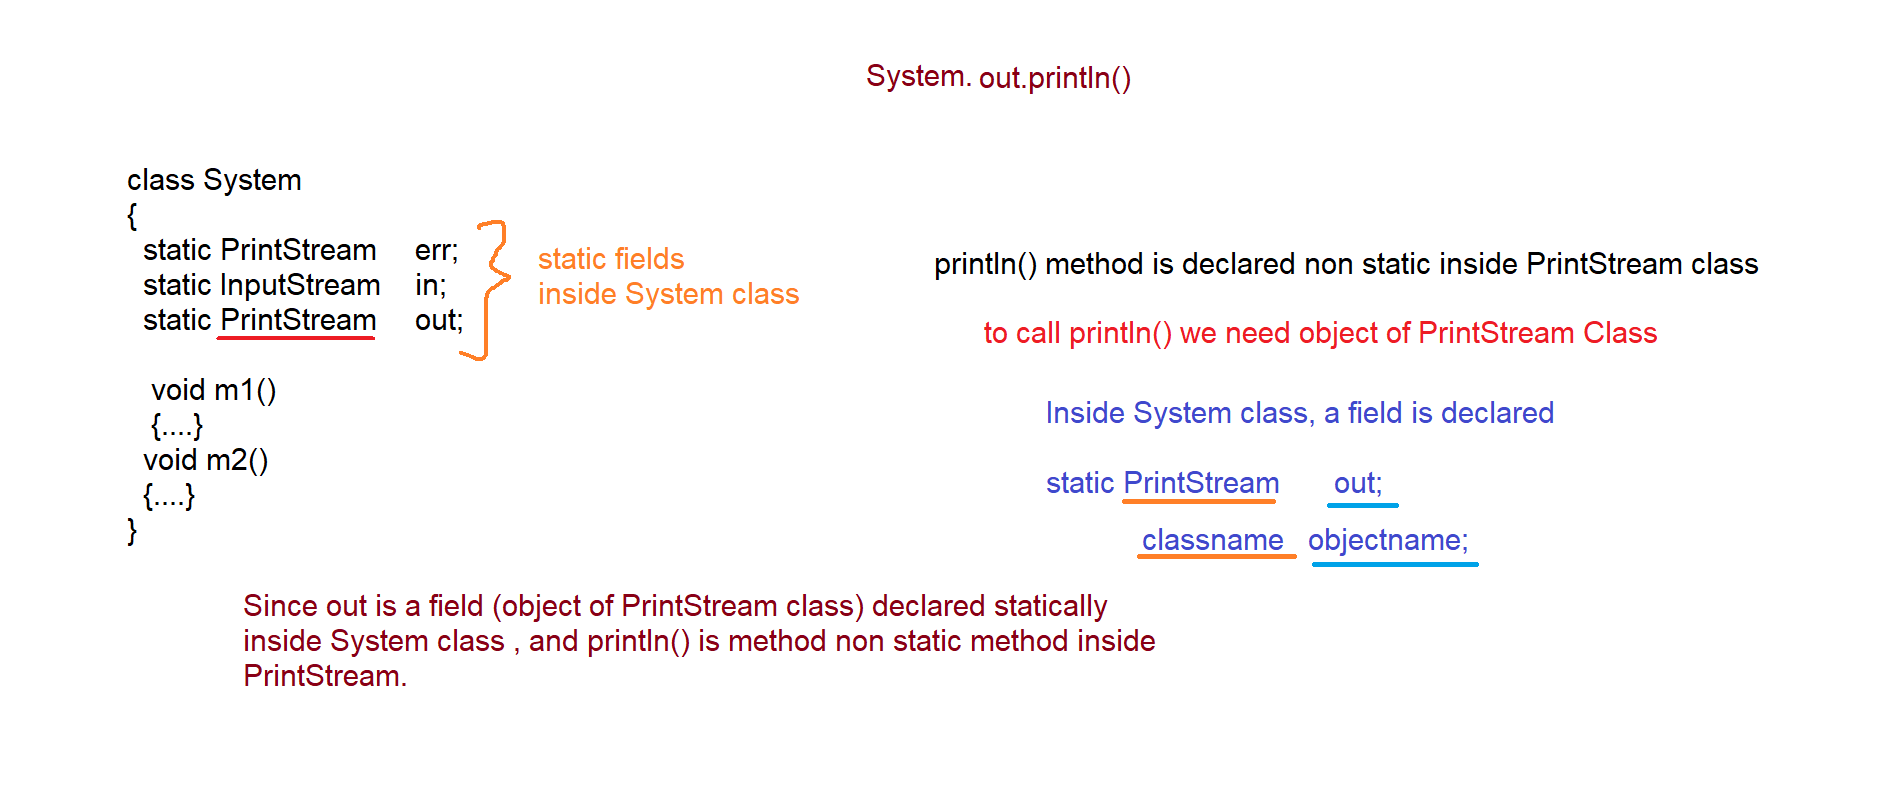 System. out.println()
class System
{
static PrintStream err;
static InputStream in;
static PrintStream out;
void m1()
{....}
void m2()
{....}
}
static fields
inside System class
println() method is declared non static inside PrintStream class
to call println() we need object of PrintStream Class
Inside System class, a field is declared
static PrintStream out;
classname objectname;
Since out is a field (object of PrintStream class) declared statically
inside System class , and println() is method non static method inside
PrintStream.